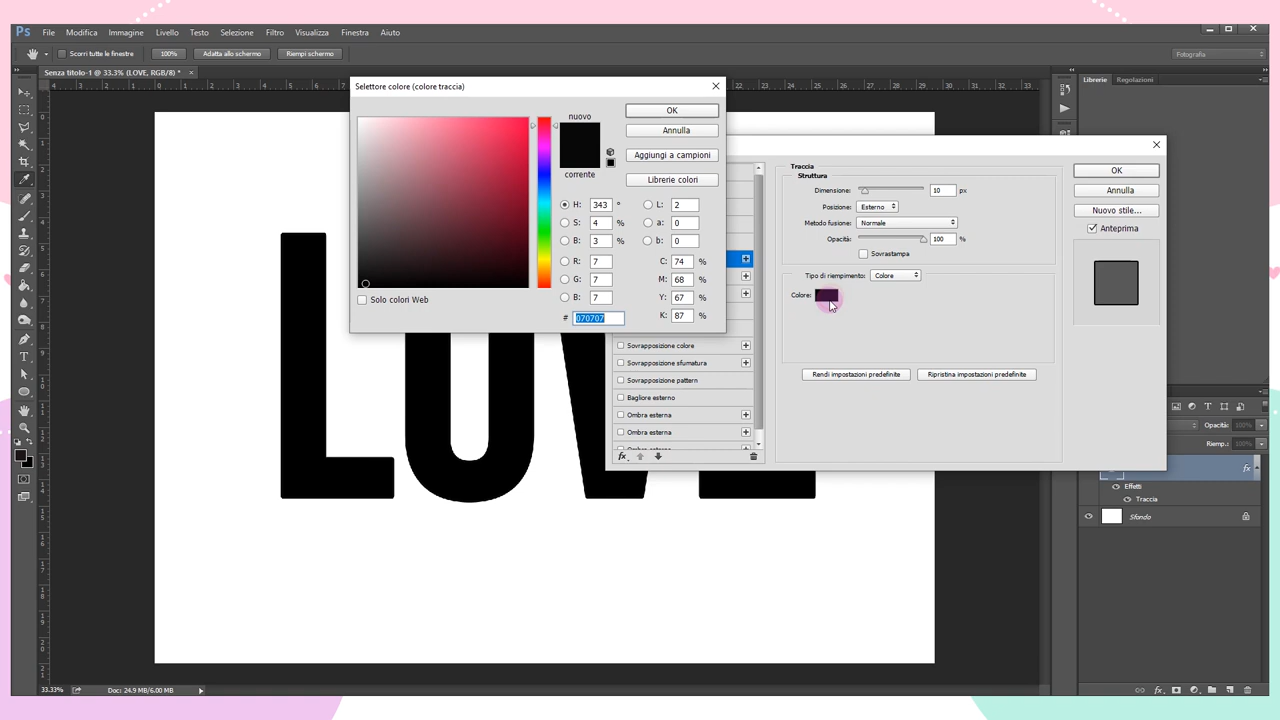 Ps File Modifica Immagine Livello Testo Selezione Filtro Visualizza Finestra Aiuto
Scorri tutte le finestre 100% Adatta allo schermo Riempi schermo Fotografia
Senza titolo-1 @ 33.3% (LOVE, RGB/8) *
Librerie Regolazioni
Selettore colore (colore traccia)
nuovo
corrente
OK
Annulla
Aggiungi a campioni
Librerie colori
H: 343 ° L: 2
S: 4 % a: 0
B: 3 % b: 0
R: 7 C: 74 %
G: 7 M: 68 %
B: 7 Y: 67 %
# 070707 K: 87 %
Solo colori Web
Traccia
Struttura
Dimensione: 10 px
Posizione: Esterno
Metodo fusione: Normale
Opacità: 100 %
Sovrastampa
Tipo di riempimento: Colore
Colore:
Rendi impostazioni predefinite Ripristina impostazioni predefinite
OK
Annulla
Nuovo stile...
Anteprima
Sovrapposizione colore
Sovrapposizione sfumatura
Sovrapposizione pattern
Bagliore esterno
Ombra esterna
Ombra esterna
fx
LOVE
Opacità: 100%
Riemp.: 100%
fx
Effetti
Traccia
Sfondo
33.33% Doc: 24.9 MB/6.00 MB